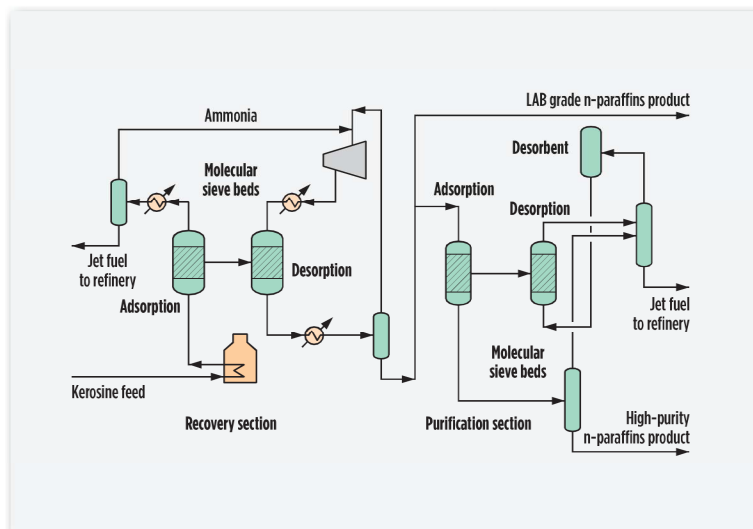 LAB grade n-paraffins product
Ammonia
Desorbent
Molecular
sieve beds
Adsorption
Desorption
Desorption
Jet fuel
to refinery
Adsorption
Jet fuel
to refinery
Molecular
sieve beds
Kerosine feed
Recovery section
Purification section
High-purity
n-paraffins product